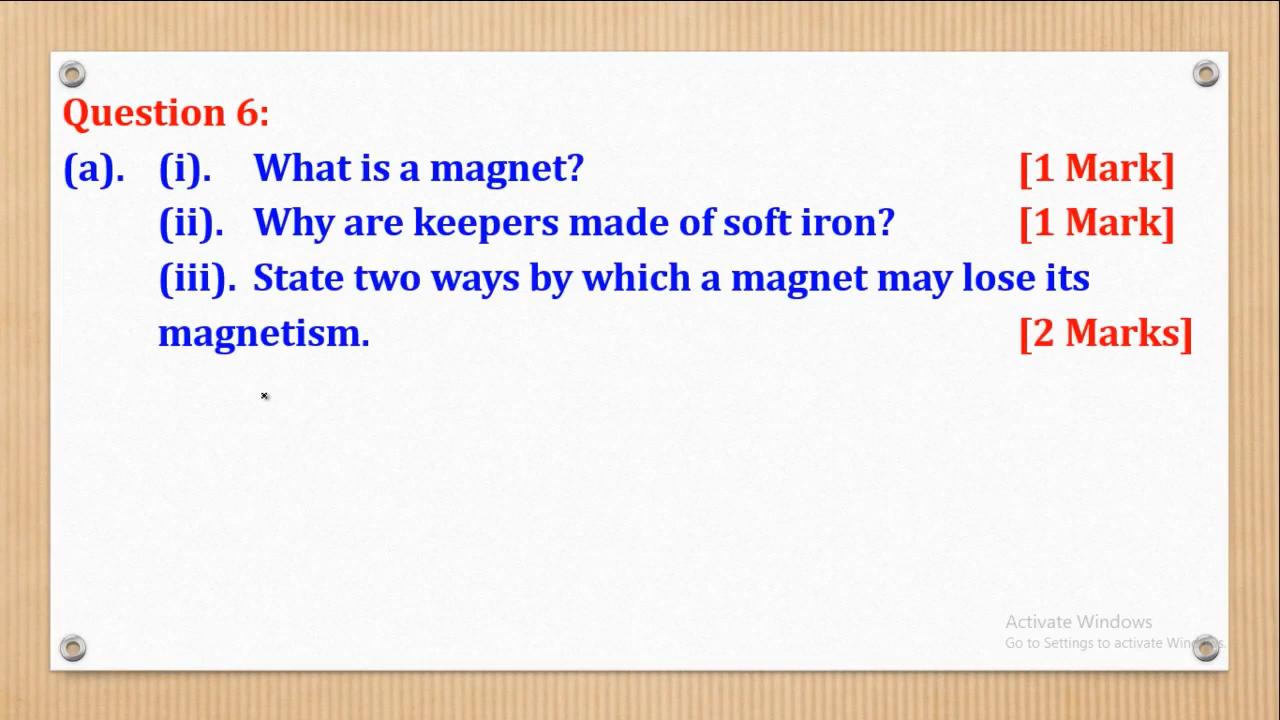 Question 6:
(a). (i). What is a magnet? [1 Mark]
(ii). Why are keepers made of soft iron? [1 Mark]
(iii). State two ways by which a magnet may lose its
magnetism. [2 Marks]
Activate Windows
Go to Settings to activate Windows.